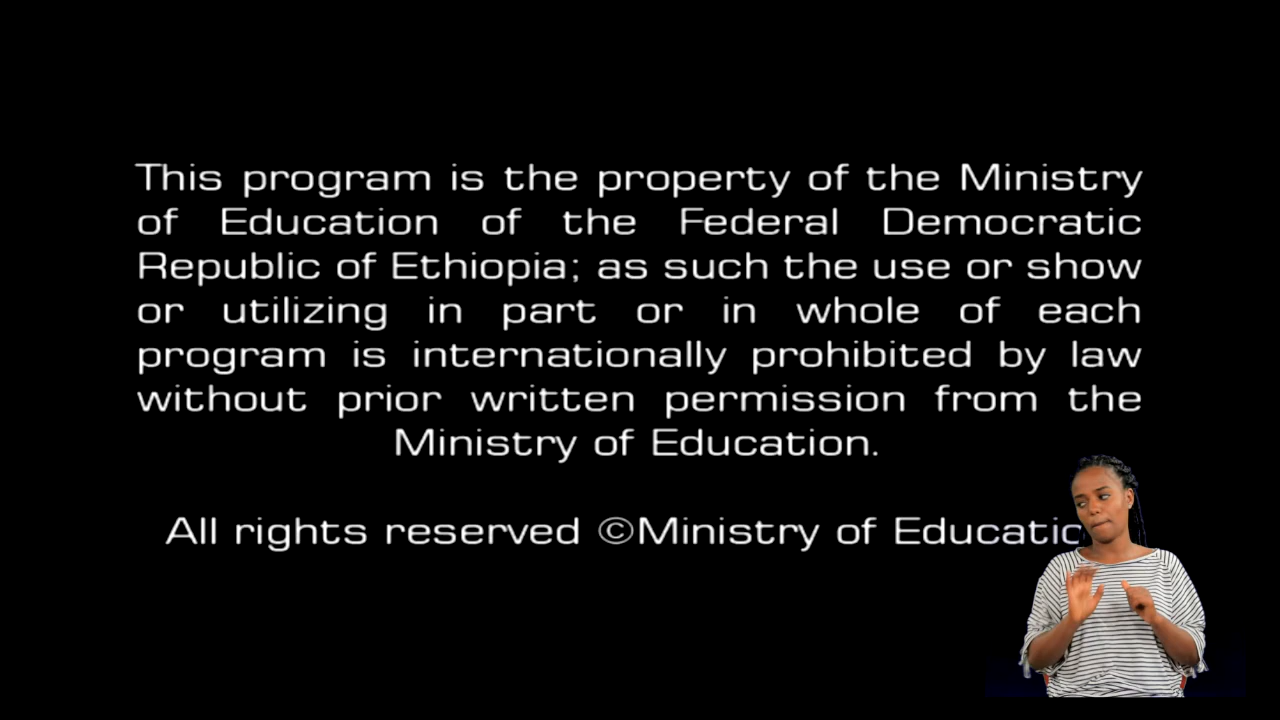 This program is the property of the Ministry
of Education of the Federal Democratic
Republic of Ethiopia; as such the use or show
or utilizing in part or in whole of each
program is internationally prohibited by law
without prior written permission from the
Ministry of Education.
All rights reserved ©Ministry of